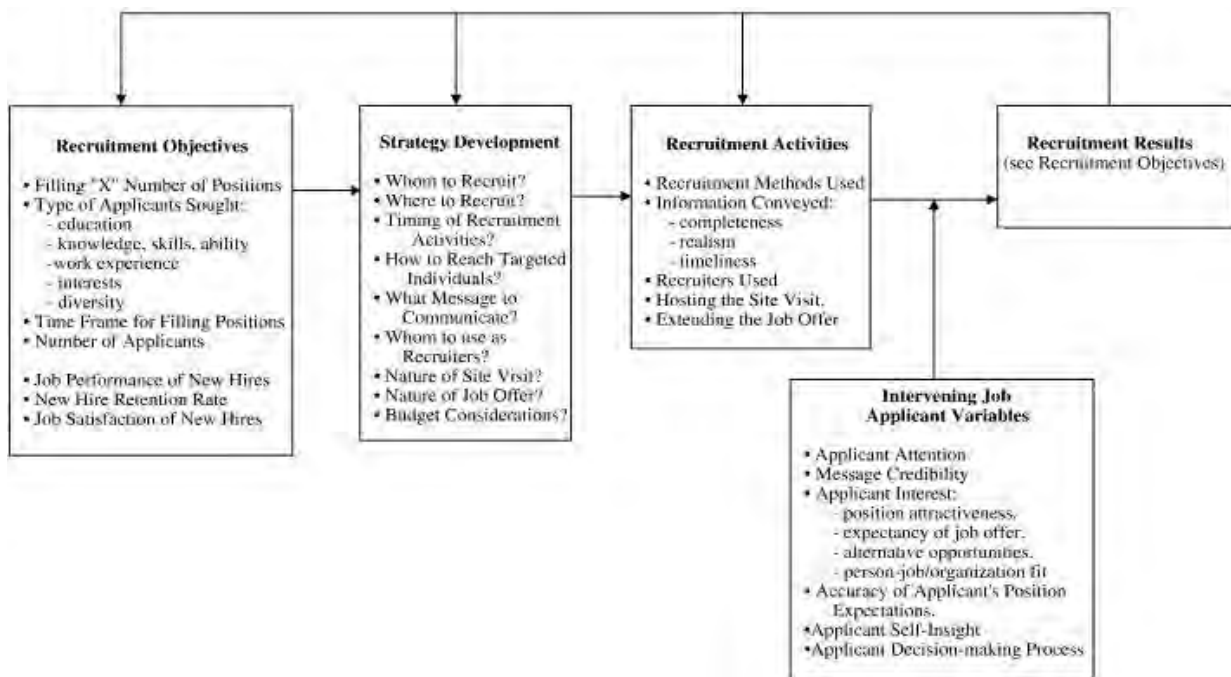 Recruitment Objectives
• Filling "X" Number of Positions
• Type of Applicants Sought:
- education
- knowledge, skills, ability
-work experience
- interests
- diversity
• Time Frame for Filling Positions
• Number of Applicants
• Job Performance of New Hires
• New Hire Retention Rate
• Job Satisfaction of New Hires
Strategy Development
• Whom to Recruit?
• Where to Recruit?
• Timing of Recruitment
Activities?
• How to Reach Targeted
Individuals?
• What Message to
Communicate?
• Whom to use as
Recruiters?
• Nature of Site Visit?
• Nature of Job Offer?
• Budget Considerations?
Recruitment Activities
• Recruitment Methods Used
• Information Conveyed:
- completeness
- realism
- timeliness
• Recruiters Used
• Hosting the Site Visit.
• Extending the Job Offer
Recruitment Results
(see Recruitment Objectives)
Intervening Job
Applicant Variables
• Applicant Attention
• Message Credibility
• Applicant Interest:
- position attractiveness.
- expectancy of job offer.
- alternative opportunities.
- person-job/organization fit
• Accuracy of Applicant's Position
Expectations.
•Applicant Self-Insight
•Applicant Decision-making Process